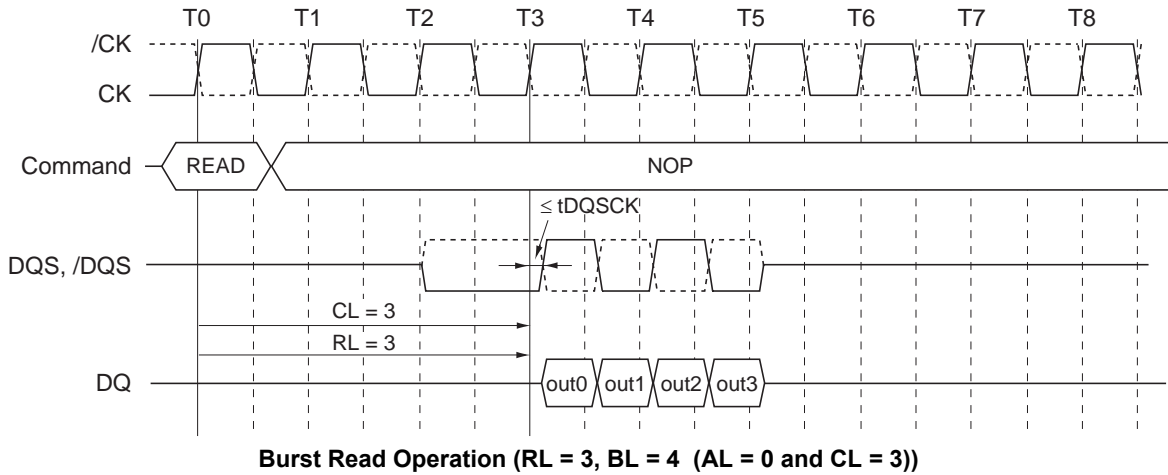 T0 T1 T2 T3 T4 T5 T6 T7 T8
/CK
CK
Command READ NOP
≤ tDQSCK
DQS, /DQS
CL = 3
RL = 3
DQ out0 out1 out2 out3
Burst Read Operation (RL = 3, BL = 4 (AL = 0 and CL = 3))